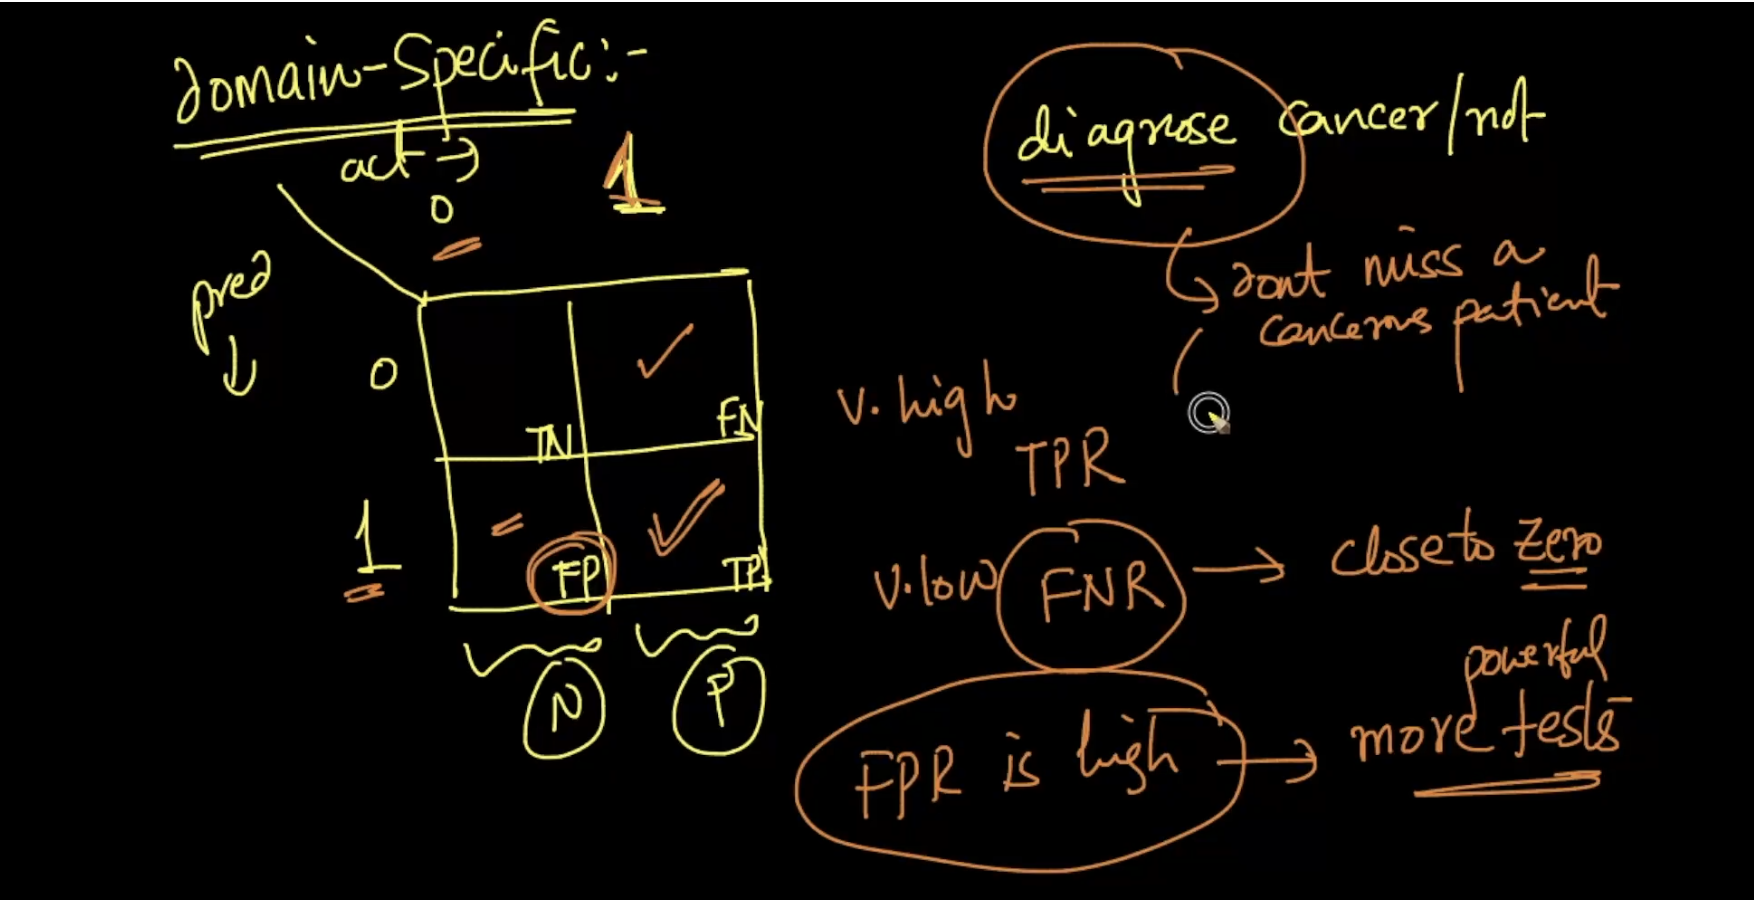 domain-Specific:-
act →
0 1
pred
↓
0
TN FN
1
FP TP
N P
diagnose cancer/not
dont miss a
cancerous patient
v. high
TPR
v.low FNR → close to zero
FPR is high → powerful
more tests